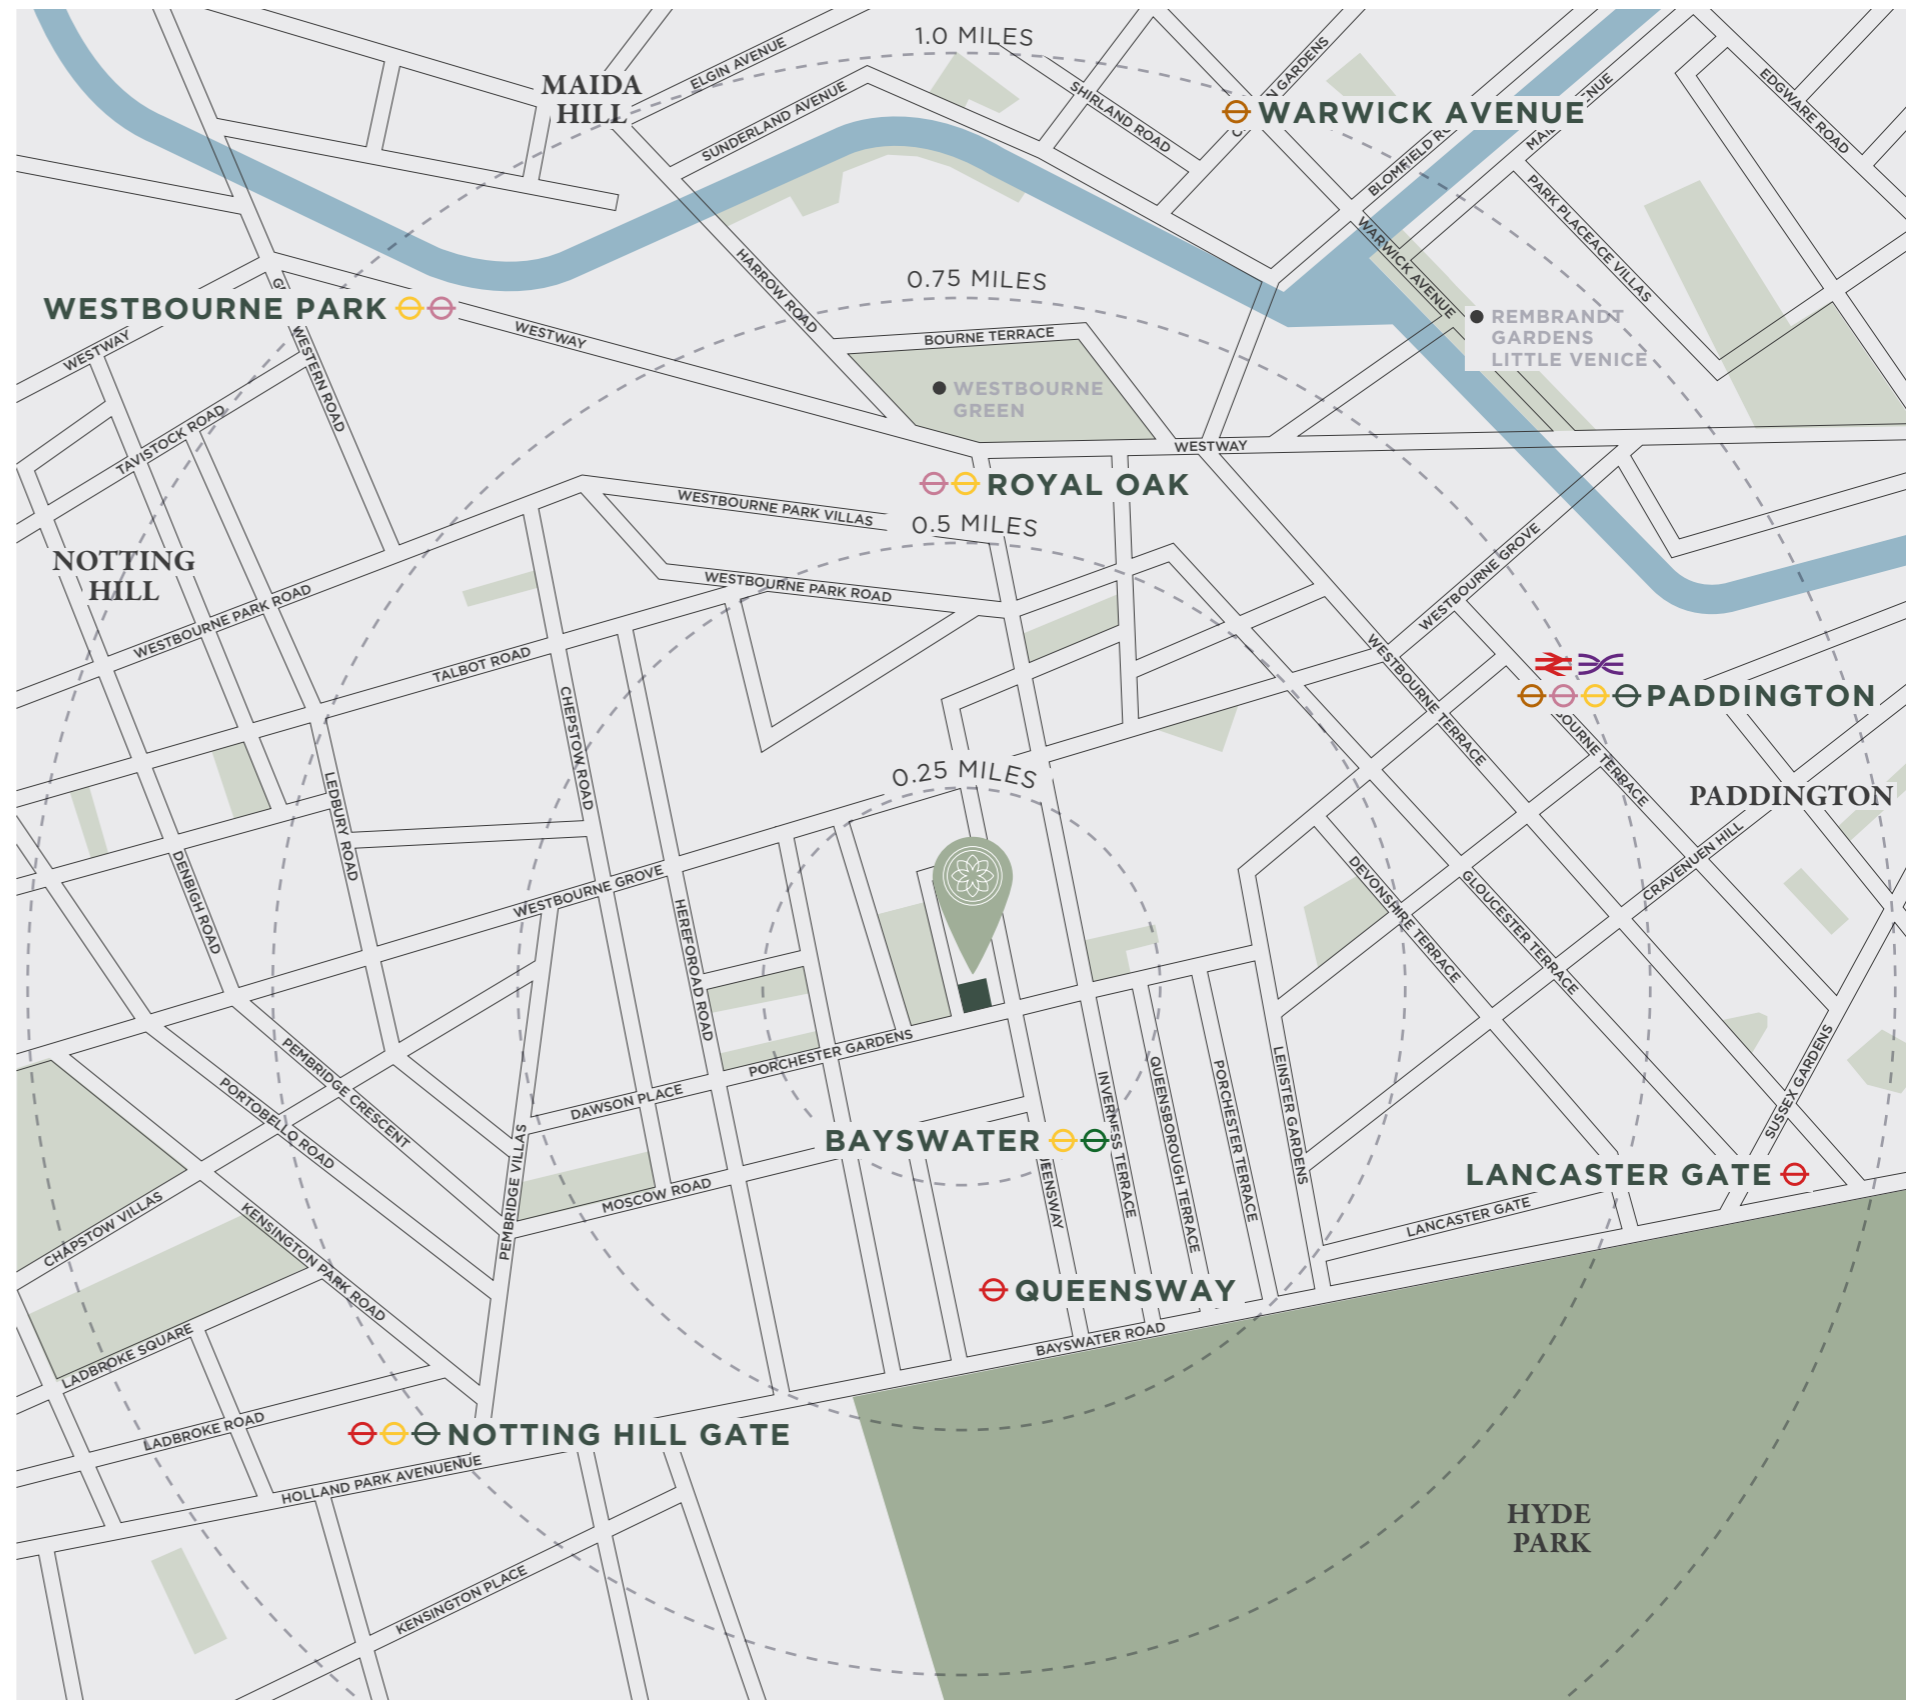 1.0 MILES
ELGIN AVENUE
MAIDA
HILL
SUNDERLAND AVENUE
SHIRLAND ROAD
GARDENS
WARWICK AVENUE
EDGWARE ROAD
BLOMFIELD
PARK PLACEACE VILLAS
WARWICK AVENUE
HARROW ROAD
0.75 MILES
WESTBOURNE PARK
WESTWAY
WESTWAY
WESTERN ROAD
BOURNE TERRACE
REMBRANDT
GARDENS
LITTLE VENICE
WESTBOURNE
GREEN
TAVISTOCK ROAD
WESTWAY
ROYAL OAK
WESTBOURNE PARK VILLAS
0.5 MILES
NOTTING
HILL
WESTBOURNE PARK ROAD
WESTBOURNE PARK ROAD
WESTBOURNE GROVE
TALBOT ROAD
CHEPSTOW ROAD
WESTBOURNE TERRACE
PADDINGTON
BOURNE TERRACE
PADDINGTON
0.25 MILES
LEDBURY ROAD
DENBIGH ROAD
WESTBOURNE GROVE
HEREFOROAD ROAD
DEVONSHIRE TERRACE
GLOUCESTER TERRACE
CRAVENUEN HILL
PORCHESTER GARDENS
PEMBRIDGE CRESCENT
PORTOBELLO ROAD
DAWSON PLACE
PEMBRIDGE VILLAS
MOSCOW ROAD
BAYSWATER
UEENSWAY
INVERNESS TERRACE
QUEENSBOROUGH TERRACE
PORCHESTER TERRACE
LEINSTER GARDENS
SUSSEX GARDENS
LANCASTER GATE
LANCASTER GATE
CHAPSTOW VILLAS
KENSINGTON PARK ROAD
QUEENSWAY
BAYSWATER ROAD
LADBROKE SQUARE
LADBROKE ROAD
NOTTING HILL GATE
HOLLAND PARK AVENUENUE
HYDE
PARK
KENSINGTON PLACE